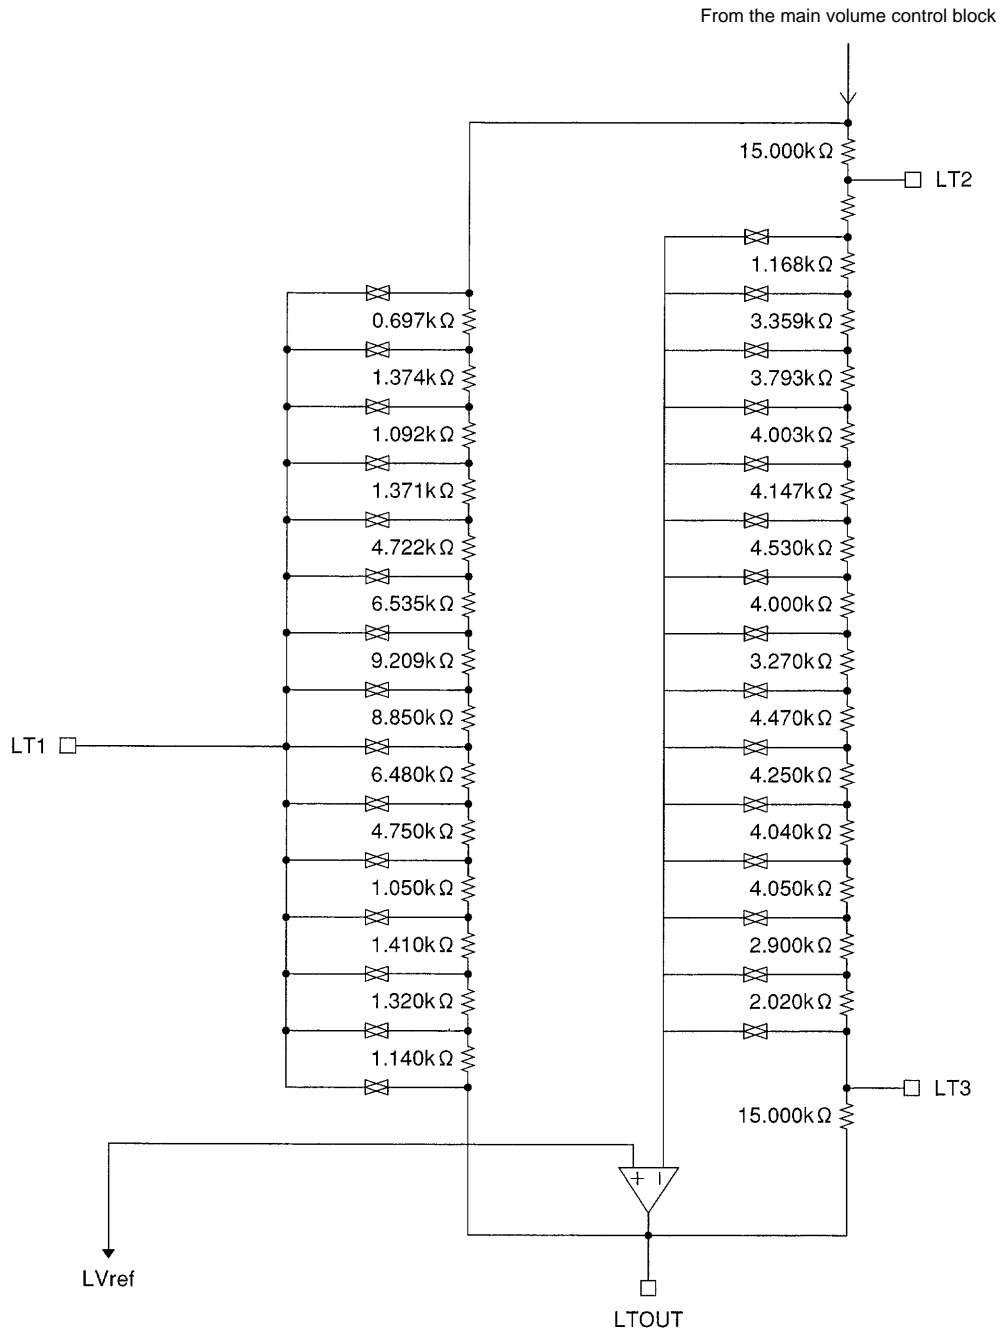 From the main volume control block
15.000kΩ
LT2
1.168kΩ
0.697kΩ 3.359kΩ
1.374kΩ 3.793kΩ
1.092kΩ 4.003kΩ
1.371kΩ 4.147kΩ
4.722kΩ 4.530kΩ
6.535kΩ 4.000kΩ
9.209kΩ 3.270kΩ
8.850kΩ 4.470kΩ
LT1
6.480kΩ 4.250kΩ
4.750kΩ 4.040kΩ
1.050kΩ 4.050kΩ
1.410kΩ 2.900kΩ
1.320kΩ 2.020kΩ
1.140kΩ
LT3
15.000kΩ
+ −
LVref
LTOUT